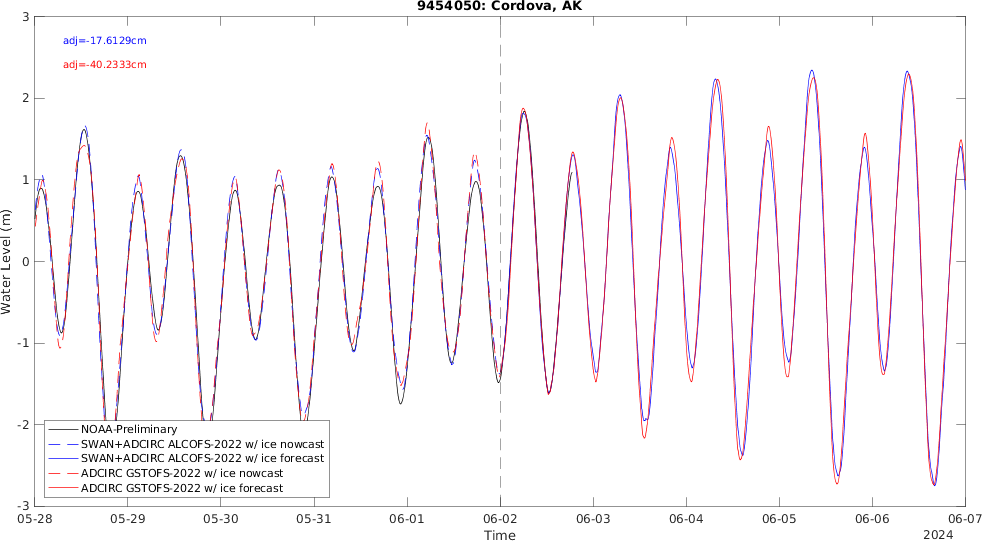 9454050: Cordova, AK
3
adj=-17.6129cm
adj=-40.2333cm
2
1
0
-1
-2
-3
Water Level (m)
NOAA-Preliminary
SWAN+ADCIRC ALCOFS-2022 w/ ice nowcast
SWAN+ADCIRC ALCOFS-2022 w/ ice forecast
ADCIRC GSTOFS-2022 w/ ice nowcast
ADCIRC GSTOFS-2022 w/ ice forecast
05-28 05-29 05-30 05-31 06-01 06-02 06-03 06-04 06-05 06-06 06-07
Time
2024